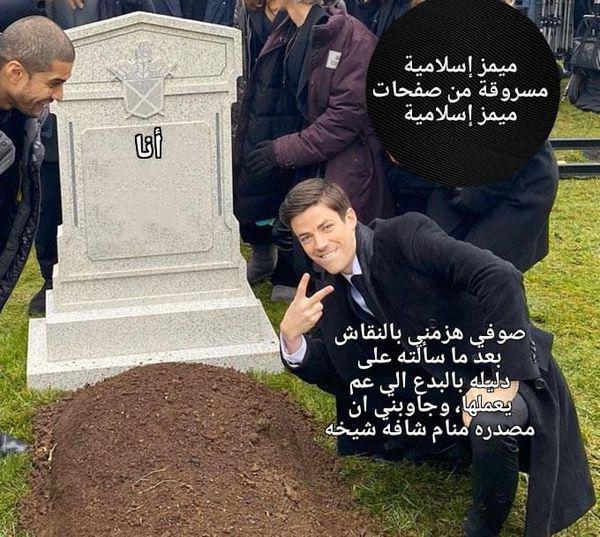 ميمز إسلامية
مسروقة من صفحات
ميمز إسلامية
أنا
صوفي هزمني بالنقاش
بعد ما سألته على
دليله بالبدع الي عم
يعملها، وجاوبني ان
مصدره منام شافه شيخه